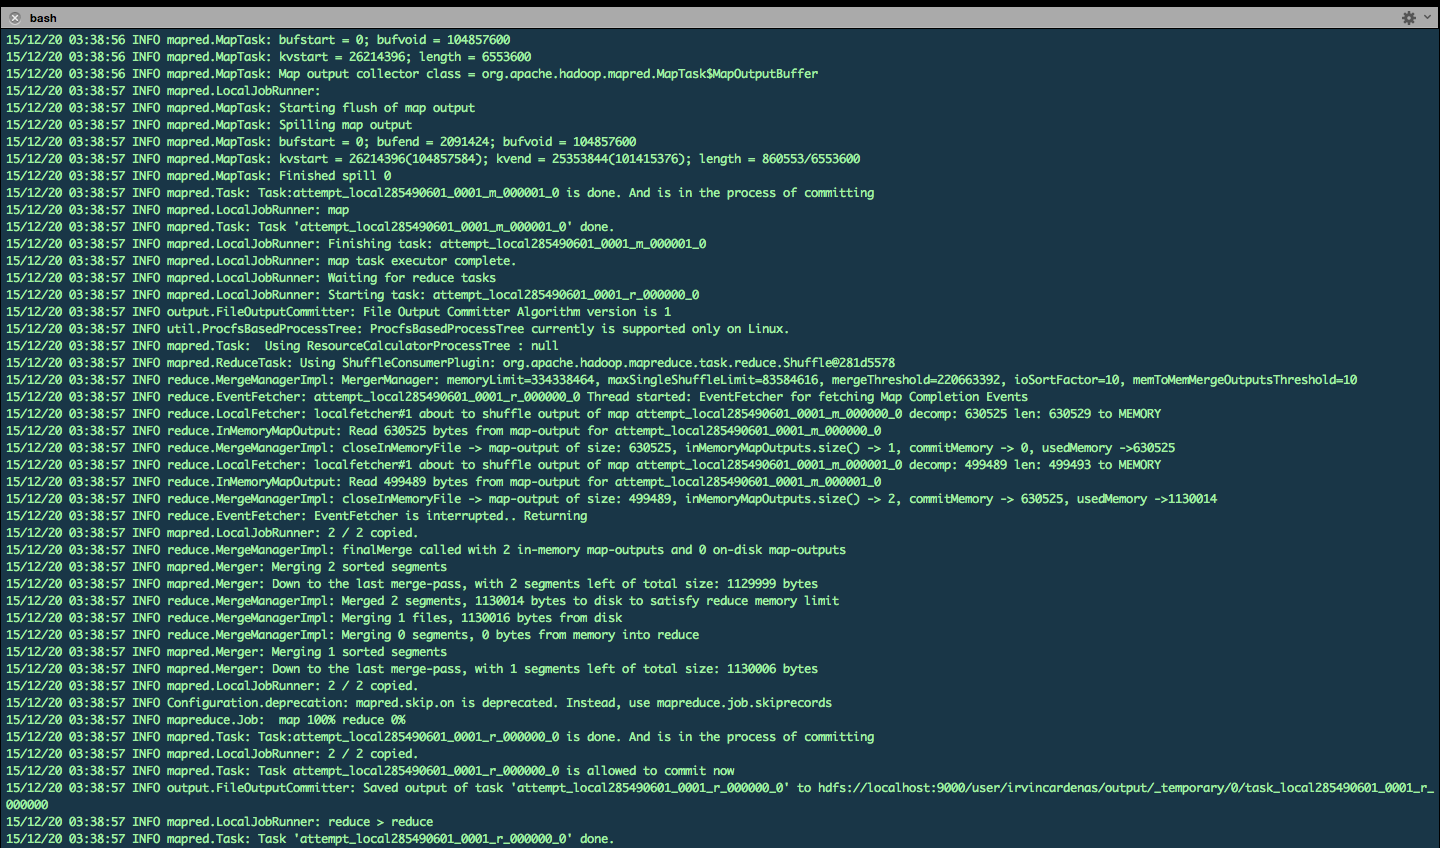 bash
15/12/20 03:38:56 INFO mapred.MapTask: bufstart = 0; bufvoid = 104857600
15/12/20 03:38:56 INFO mapred.MapTask: kvstart = 26214396; length = 6553600
15/12/20 03:38:56 INFO mapred.MapTask: Map output collector class = org.apache.hadoop.mapred.MapTask$MapOutputBuffer
15/12/20 03:38:57 INFO mapred.LocalJobRunner:
15/12/20 03:38:57 INFO mapred.MapTask: Starting flush of map output
15/12/20 03:38:57 INFO mapred.MapTask: Spilling map output
15/12/20 03:38:57 INFO mapred.MapTask: bufstart = 0; bufend = 2091424; bufvoid = 104857600
15/12/20 03:38:57 INFO mapred.MapTask: kvstart = 26214396(104857584); kvend = 25353844(101415376); length = 860553/6553600
15/12/20 03:38:57 INFO mapred.MapTask: Finished spill 0
15/12/20 03:38:57 INFO mapred.Task: Task:attempt_local285490601_0001_m_000001_0 is done. And is in the process of committing
15/12/20 03:38:57 INFO mapred.LocalJobRunner: map
15/12/20 03:38:57 INFO mapred.Task: Task 'attempt_local285490601_0001_m_000001_0' done.
15/12/20 03:38:57 INFO mapred.LocalJobRunner: Finishing task: attempt_local285490601_0001_m_000001_0
15/12/20 03:38:57 INFO mapred.LocalJobRunner: map task executor complete.
15/12/20 03:38:57 INFO mapred.LocalJobRunner: Waiting for reduce tasks
15/12/20 03:38:57 INFO mapred.LocalJobRunner: Starting task: attempt_local285490601_0001_r_000000_0
15/12/20 03:38:57 INFO output.FileOutputCommitter: File Output Committer Algorithm version is 1
15/12/20 03:38:57 INFO util.ProcfsBasedProcessTree: ProcfsBasedProcessTree currently is supported only on Linux.
15/12/20 03:38:57 INFO mapred.Task:  Using ResourceCalculatorProcessTree : null
15/12/20 03:38:57 INFO mapred.ReduceTask: Using ShuffleConsumerPlugin: org.apache.hadoop.mapreduce.task.reduce.Shuffle@281d5578
15/12/20 03:38:57 INFO reduce.MergeManagerImpl: MergerManager: memoryLimit=334338464, maxSingleShuffleLimit=83584616, mergeThreshold=220663392, ioSortFactor=10, memToMemMergeOutputsThreshold=10
15/12/20 03:38:57 INFO reduce.EventFetcher: attempt_local285490601_0001_r_000000_0 Thread started: EventFetcher for fetching Map Completion Events
15/12/20 03:38:57 INFO reduce.LocalFetcher: localfetcher#1 about to shuffle output of map attempt_local285490601_0001_m_000000_0 decomp: 630525 len: 630529 to MEMORY
15/12/20 03:38:57 INFO reduce.InMemoryMapOutput: Read 630525 bytes from map-output for attempt_local285490601_0001_m_000000_0
15/12/20 03:38:57 INFO reduce.MergeManagerImpl: closeInMemoryFile -> map-output of size: 630525, inMemoryMapOutputs.size() -> 1, commitMemory -> 0, usedMemory ->630525
15/12/20 03:38:57 INFO reduce.LocalFetcher: localfetcher#1 about to shuffle output of map attempt_local285490601_0001_m_000001_0 decomp: 499489 len: 499493 to MEMORY
15/12/20 03:38:57 INFO reduce.InMemoryMapOutput: Read 499489 bytes from map-output for attempt_local285490601_0001_m_000001_0
15/12/20 03:38:57 INFO reduce.MergeManagerImpl: closeInMemoryFile -> map-output of size: 499489, inMemoryMapOutputs.size() -> 2, commitMemory -> 630525, usedMemory ->1130014
15/12/20 03:38:57 INFO reduce.EventFetcher: EventFetcher is interrupted.. Returning
15/12/20 03:38:57 INFO mapred.LocalJobRunner: 2 / 2 copied.
15/12/20 03:38:57 INFO reduce.MergeManagerImpl: finalMerge called with 2 in-memory map-outputs and 0 on-disk map-outputs
15/12/20 03:38:57 INFO mapred.Merger: Merging 2 sorted segments
15/12/20 03:38:57 INFO mapred.Merger: Down to the last merge-pass, with 2 segments left of total size: 1129999 bytes
15/12/20 03:38:57 INFO reduce.MergeManagerImpl: Merged 2 segments, 1130014 bytes to disk to satisfy reduce memory limit
15/12/20 03:38:57 INFO reduce.MergeManagerImpl: Merging 1 files, 1130016 bytes from disk
15/12/20 03:38:57 INFO reduce.MergeManagerImpl: Merging 0 segments, 0 bytes from memory into reduce
15/12/20 03:38:57 INFO mapred.Merger: Merging 1 sorted segments
15/12/20 03:38:57 INFO mapred.Merger: Down to the last merge-pass, with 1 segments left of total size: 1130006 bytes
15/12/20 03:38:57 INFO mapred.LocalJobRunner: 2 / 2 copied.
15/12/20 03:38:57 INFO Configuration.deprecation: mapred.skip.on is deprecated. Instead, use mapreduce.job.skiprecords
15/12/20 03:38:57 INFO mapreduce.Job:  map 100% reduce 0%
15/12/20 03:38:57 INFO mapred.Task: Task:attempt_local285490601_0001_r_000000_0 is done. And is in the process of committing
15/12/20 03:38:57 INFO mapred.LocalJobRunner: 2 / 2 copied.
15/12/20 03:38:57 INFO mapred.Task: Task attempt_local285490601_0001_r_000000_0 is allowed to commit now
15/12/20 03:38:57 INFO output.FileOutputCommitter: Saved output of task 'attempt_local285490601_0001_r_000000_0' to hdfs://localhost:9000/user/irvincardenas/output/_temporary/0/task_local285490601_0001_r_
000000
15/12/20 03:38:57 INFO mapred.LocalJobRunner: reduce > reduce
15/12/20 03:38:57 INFO mapred.Task: Task 'attempt_local285490601_0001_r_000000_0' done.